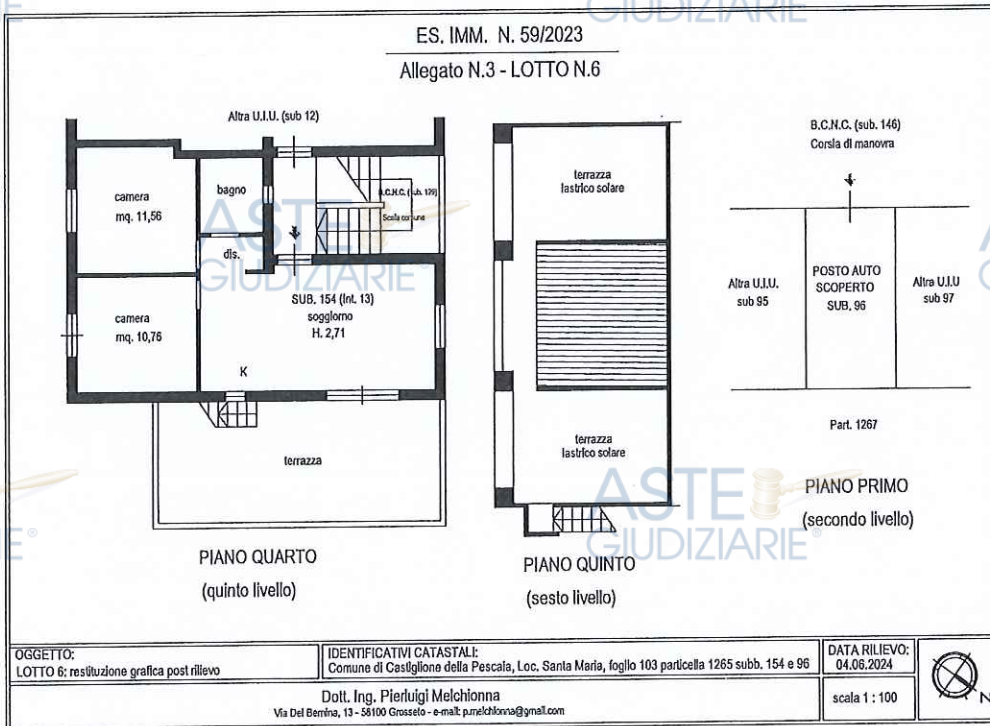 ES. IMM. N. 59/2023
Allegato N.3 - LOTTO N.6
Altra U.I.U. (sub 12)
camera
mq. 11,56
bagno
B.C.N.C. (sub. 129)
Scala comune
dis.
camera
mq. 10,76
SUB. 154 (Int. 13)
soggiorno
H. 2,71
K
terrazza
PIANO QUARTO
(quinto livello)
terrazza
lastrico solare
terrazza
lastrico solare
PIANO QUINTO
(sesto livello)
B.C.N.C. (sub. 146)
Corsia di manovra
Altra U.I.U.
sub 95
POSTO AUTO
SCOPERTO
SUB. 96
Altra U.I.U
sub 97
Part. 1267
PIANO PRIMO
(secondo livello)
OGGETTO:
LOTTO 6: restituzione grafica post rilievo
IDENTIFICATIVI CATASTALI:
Comune di Castiglione della Pescaia, Loc. Santa Maria, foglio 103 particella 1265 subb. 154 e 96
DATA RILIEVO:
04.06.2024
Dott. Ing. Pierluigi Melchionna
Via Del Bernina, 13 - 58100 Grosseto - e-mail: p.melchionna@gmail.com
scala 1 : 100
N
ASTE
GIUDIZIARIE®
ASTE
GIUDIZIARIE®
GIUDIZIARIE